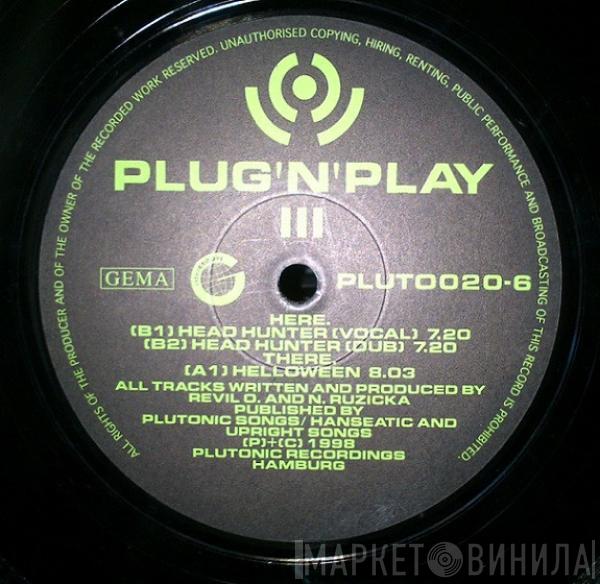 ALL RIGHTS OF THE PRODUCER AND OF THE OWNER OF THE RECORDED WORK RESERVED. UNAUTHORISED COPYING, HIRING, RENTING, PUBLIC PERFORMANCE AND BROADCASTING OF THIS RECORD IS PROHIBITED.
PLUG'N'PLAY
III
GEMA
PLUT0020-6
HERE.
(B1) HEAD HUNTER (VOCAL) 7.20
(B2) HEAD HUNTER (DUB) 7.20
THERE.
(A1) HELLOWEEN 8.03
ALL TRACKS WRITTEN AND PRODUCED BY
REVIL O. AND N. RUZICKA
PUBLISHED BY
PLUTONIC SONGS/ HANSEATIC AND
UPRIGHT SONGS
(P)+(C) 1998
PLUTONIC RECORDINGS
HAMBURG
МАРКЕТ ВИНИЛА